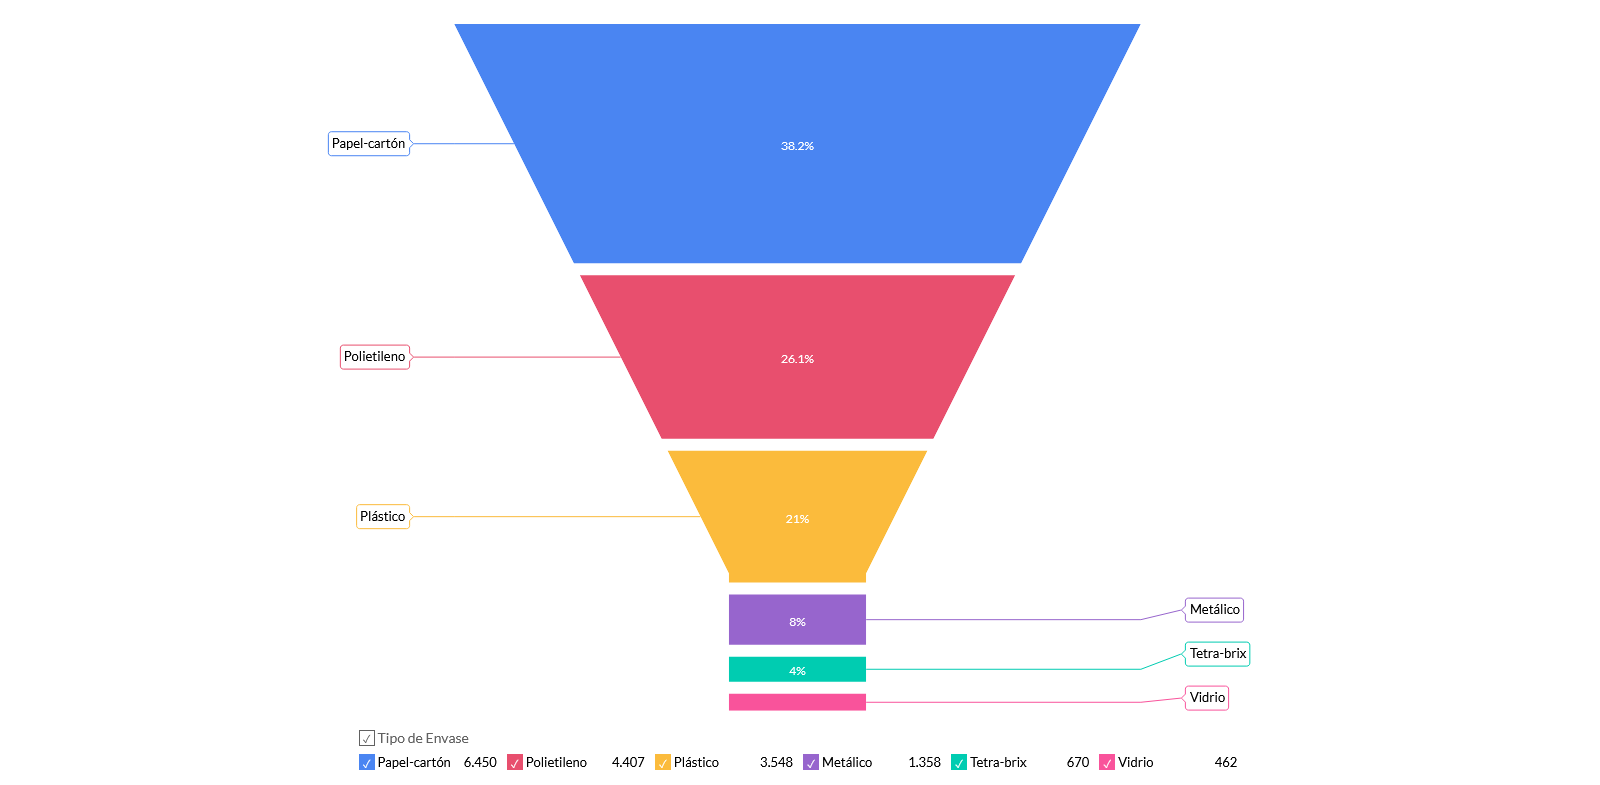 Papel-cartón
38.2%
Polietileno
26.1%
Plástico
21%
Metálico
8%
Tetra-brix
4%
Vidrio
Tipo de Envase
Papel-cartón 6.450 Polietileno 4.407 Plástico 3.548 Metálico 1.358 Tetra-brix 670 Vidrio 462